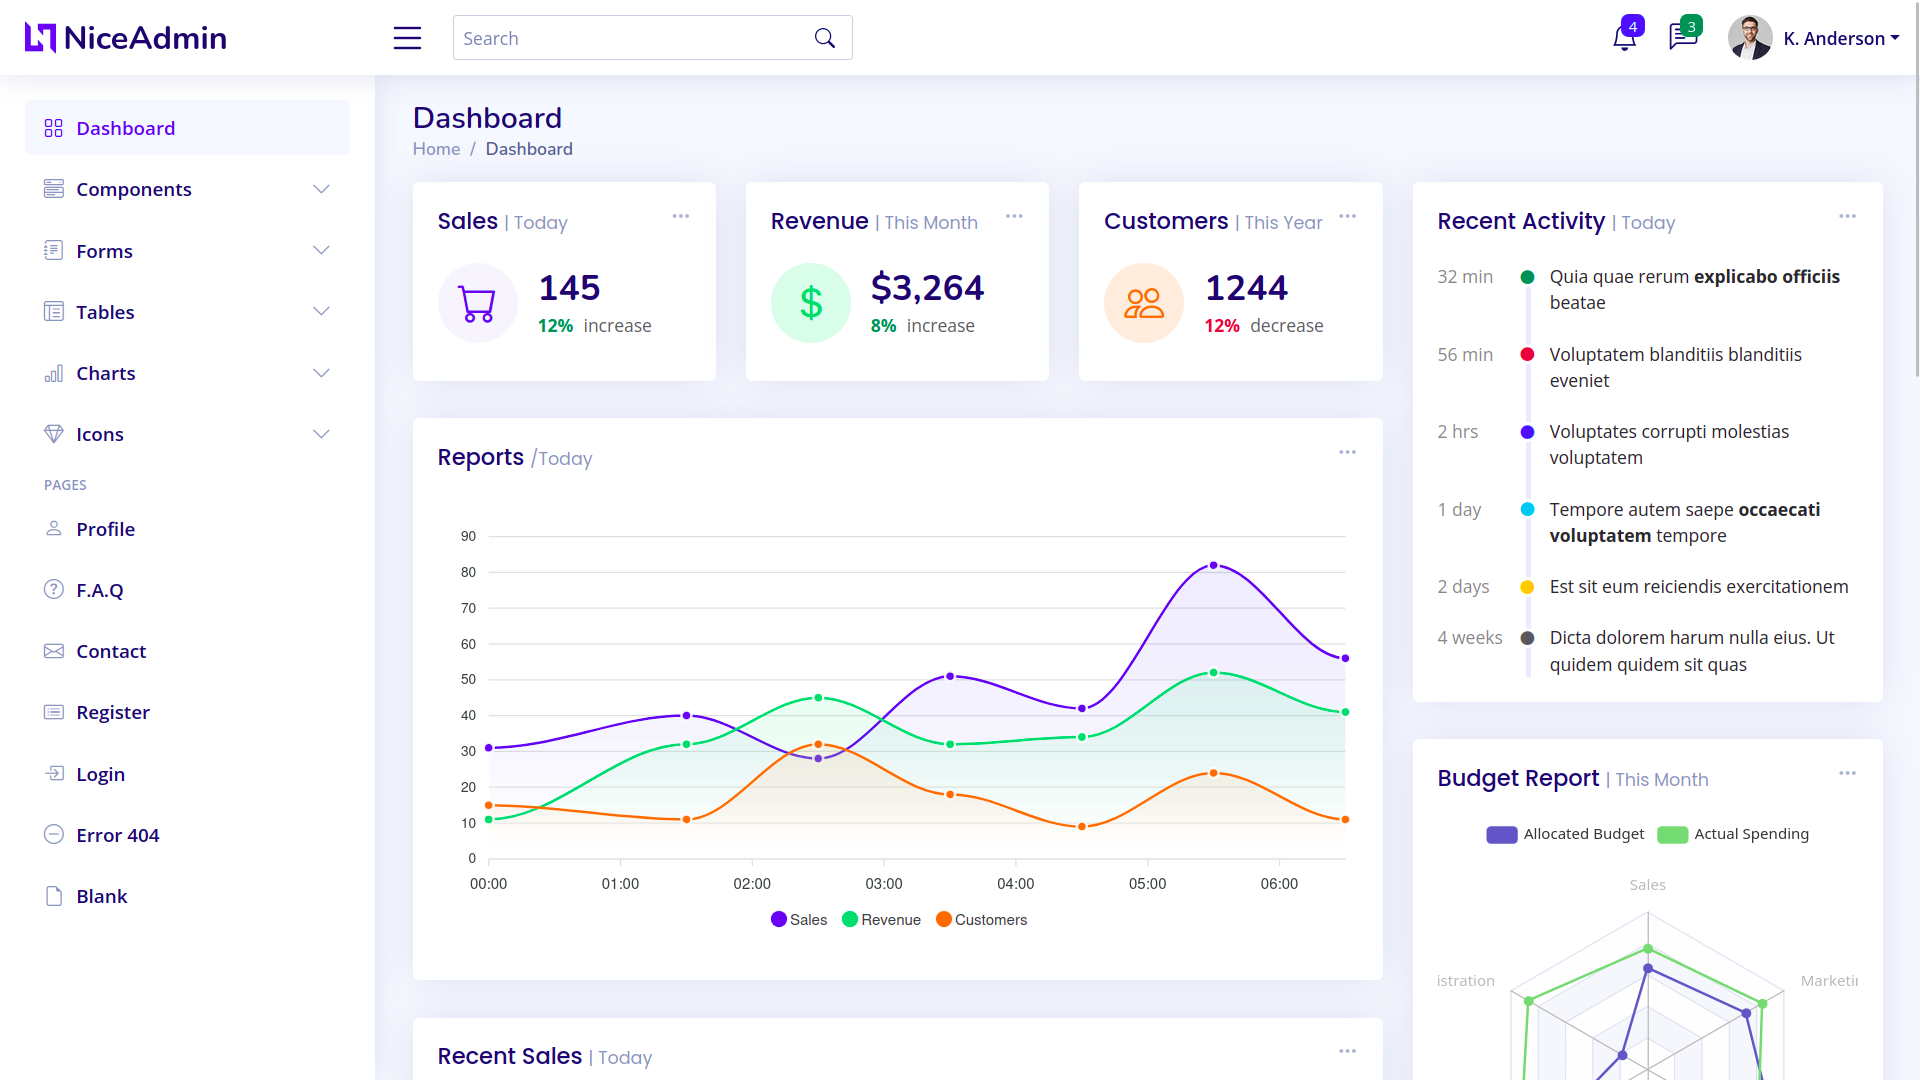 NiceAdmin
Search
4
3
K. Anderson
Dashboard
Components
Forms
Tables
Charts
Icons
PAGES
Profile
F.A.Q
Contact
Register
Login
Error 404
Blank
Dashboard
Home / Dashboard
Sales | Today
145
12% increase
Revenue | This Month
$3,264
8% increase
Customers | This Year
1244
12% decrease
Reports /Today
90
80
70
60
50
40
30
20
10
0
00:00 01:00 02:00 03:00 04:00 05:00 06:00
Sales Revenue Customers
Recent Sales | Today
Recent Activity | Today
32 min Quia quae rerum explicabo officiis
beatae
56 min Voluptatem blanditiis blanditiis
eveniet
2 hrs Voluptates corrupti molestias
voluptatem
1 day Tempore autem saepe occaecati
voluptatem tempore
2 days Est sit eum reiciendis exercitationem
4 weeks Dicta dolorem harum nulla eius. Ut
quidem quidem sit quas
Budget Report | This Month
Allocated Budget Actual Spending
Sales
istration Marketi